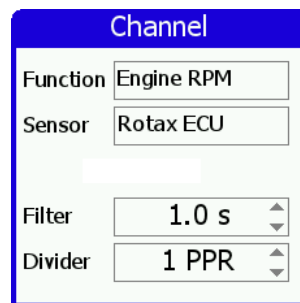 Channel
Function Engine RPM
Sensor Rotax ECU
Filter 1.0 s
Divider 1 PPR